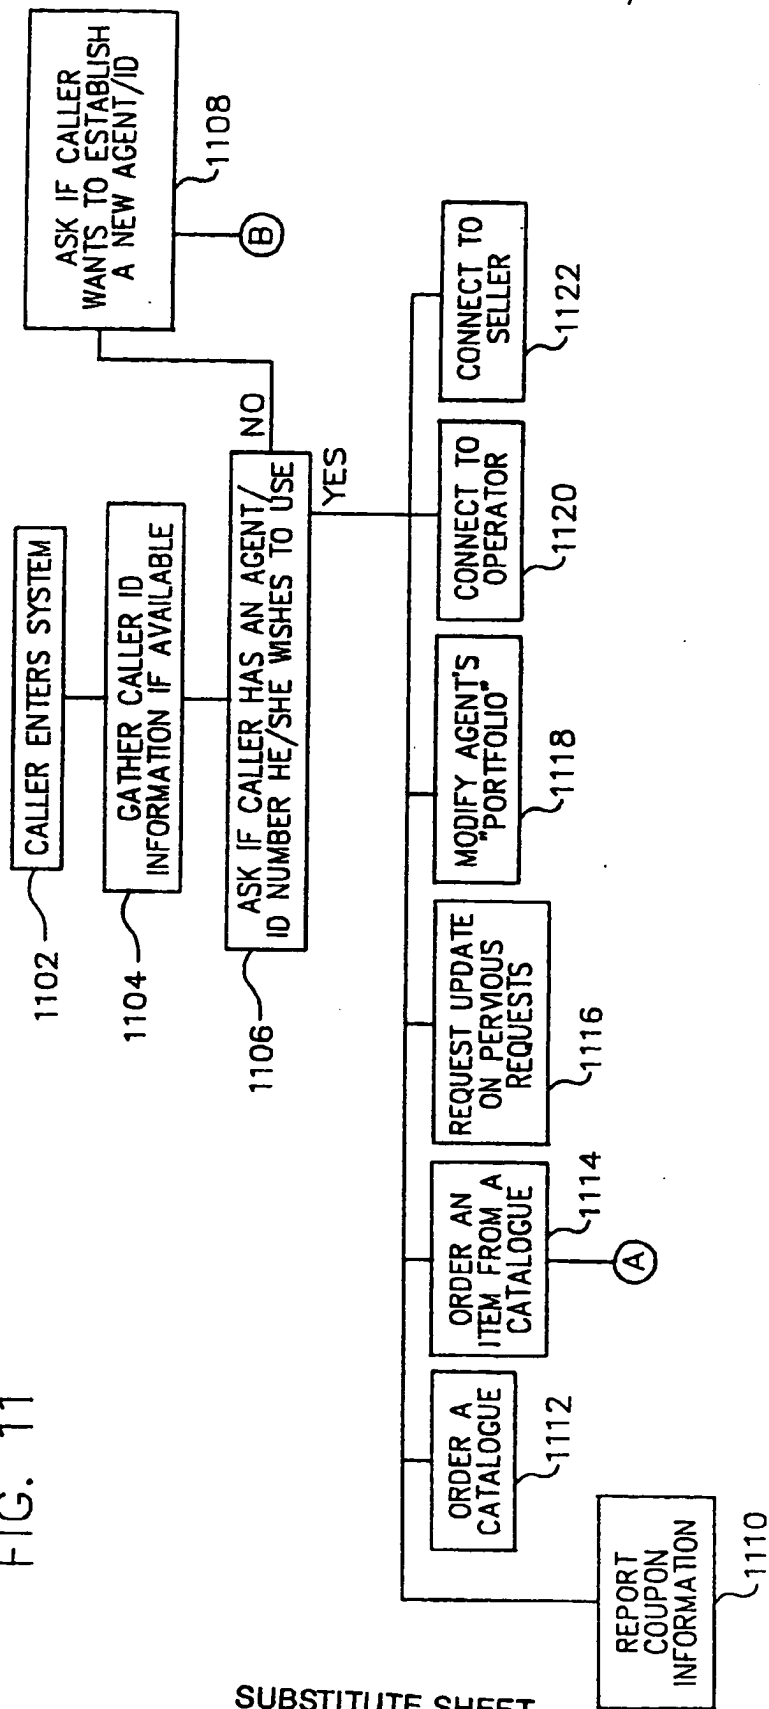 FIG. 11
1102
CALLER ENTERS SYSTEM
1104
GATHER CALLER ID
INFORMATION IF AVAILABLE
1106
ASK IF CALLER HAS AN AGENT/
ID NUMBER HE/SHE WISHES TO USE
NO
YES
ASK IF CALLER
WANTS TO ESTABLISH
A NEW AGENT/ID
1108
B
REPORT
COUPON
INFORMATION
1110
ORDER A
CATALOGUE
1112
ORDER AN
ITEM FROM A
CATALOGUE
1114
A
REQUEST UPDATE
ON PERVIOUS
REQUESTS
1116
MODIFY AGENT'S
"PORTFOLIO"
1118
CONNECT TO
OPERATOR
1120
CONNECT TO
SELLER
1122
SUBSTITUTE SHEET